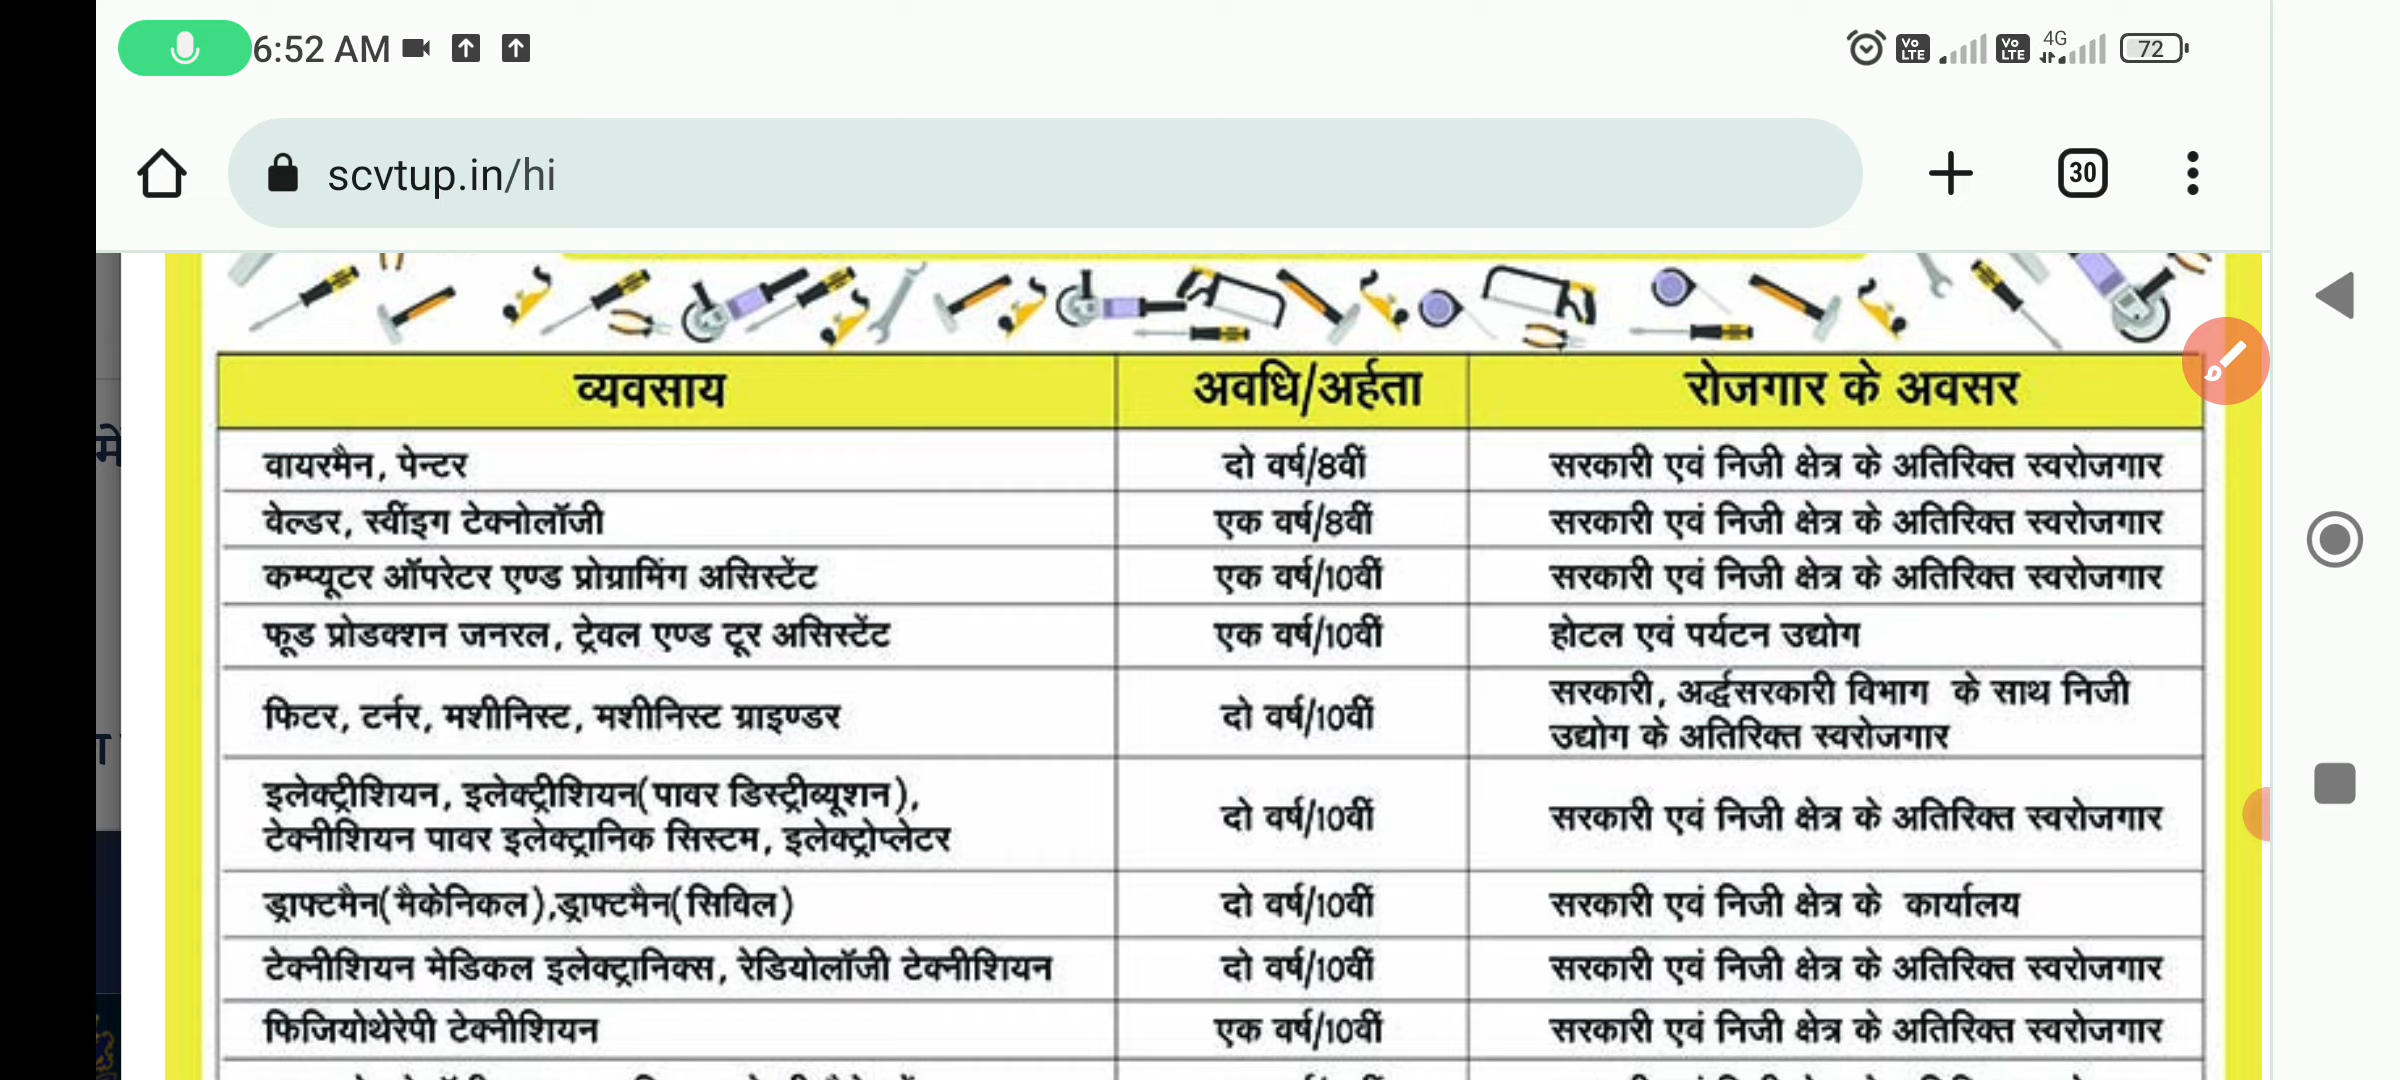 6:52 AM
Vo LTE
Vo LTE
4G
72
scvtup.in/hi
30
में
व्यवसाय
अवधि/अर्हता
रोजगार के अवसर
वायरमैन, पेन्टर
दो वर्ष/8वीं
सरकारी एवं निजी क्षेत्र के अतिरिक्त स्वरोजगार
वेल्डर, स्वींइग टेक्नोलॉजी
एक वर्ष/8वीं
सरकारी एवं निजी क्षेत्र के अतिरिक्त स्वरोजगार
कम्प्यूटर ऑपरेटर एण्ड प्रोग्रामिंग असिस्टेंट
एक वर्ष/10वीं
सरकारी एवं निजी क्षेत्र के अतिरिक्त स्वरोजगार
फूड प्रोडक्शन जनरल, ट्रेवल एण्ड टूर असिस्टेंट
एक वर्ष/10वीं
होटल एवं पर्यटन उद्योग
फिटर, टर्नर, मशीनिस्ट, मशीनिस्ट ग्राइण्डर
दो वर्ष/10वीं
सरकारी, अर्द्धसरकारी विभाग के साथ निजी
उद्योग के अतिरिक्त स्वरोजगार
इलेक्ट्रीशियन, इलेक्ट्रीशियन(पावर डिस्ट्रीब्यूशन),
टेक्नीशियन पावर इलेक्ट्रानिक सिस्टम, इलेक्ट्रोप्लेटर
दो वर्ष/10वीं
सरकारी एवं निजी क्षेत्र के अतिरिक्त स्वरोजगार
ड्राफ्टमैन(मैकेनिकल),ड्राफ्टमैन(सिविल)
दो वर्ष/10वीं
सरकारी एवं निजी क्षेत्र के कार्यालय
टेक्नीशियन मेडिकल इलेक्ट्रानिक्स, रेडियोलॉजी टेक्नीशियन
दो वर्ष/10वीं
सरकारी एवं निजी क्षेत्र के अतिरिक्त स्वरोजगार
फिजियोथेरेपी टेक्नीशियन
एक वर्ष/10वीं
सरकारी एवं निजी क्षेत्र के अतिरिक्त स्वरोजगार